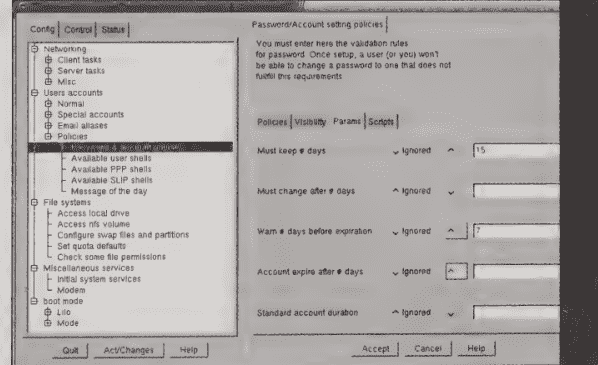 Config
Control
Status
Networking
Client tasks
Server tasks
Misc
Users accounts
Normal
Special accounts
Email aliases
Policies
Available user shells
Available PPP shells
Available SLIP shells
Message of the day
File systems
Access local drive
Access nfs volume
Configure swap files and partitions
Set quota defaults
Check some file permissions
Miscellaneous services
Initial system services
Modem
boot mode
Lilo
Mode
Quit
Act/Changes
Help
Password/Account setting policies
You must enter here the validation rules
for password. Once setup, a user (or you) won't
be able to change a password to one that does not
fullfill this requirements
Policies
Visibility
Params
Scripts
Must keep # days
Ignored
15
Must change after # days
Ignored
Warn # days before expiration
Ignored
7
Account expire after # days
Ignored
Standard account duration
Ignored
Accept
Cancel
Help